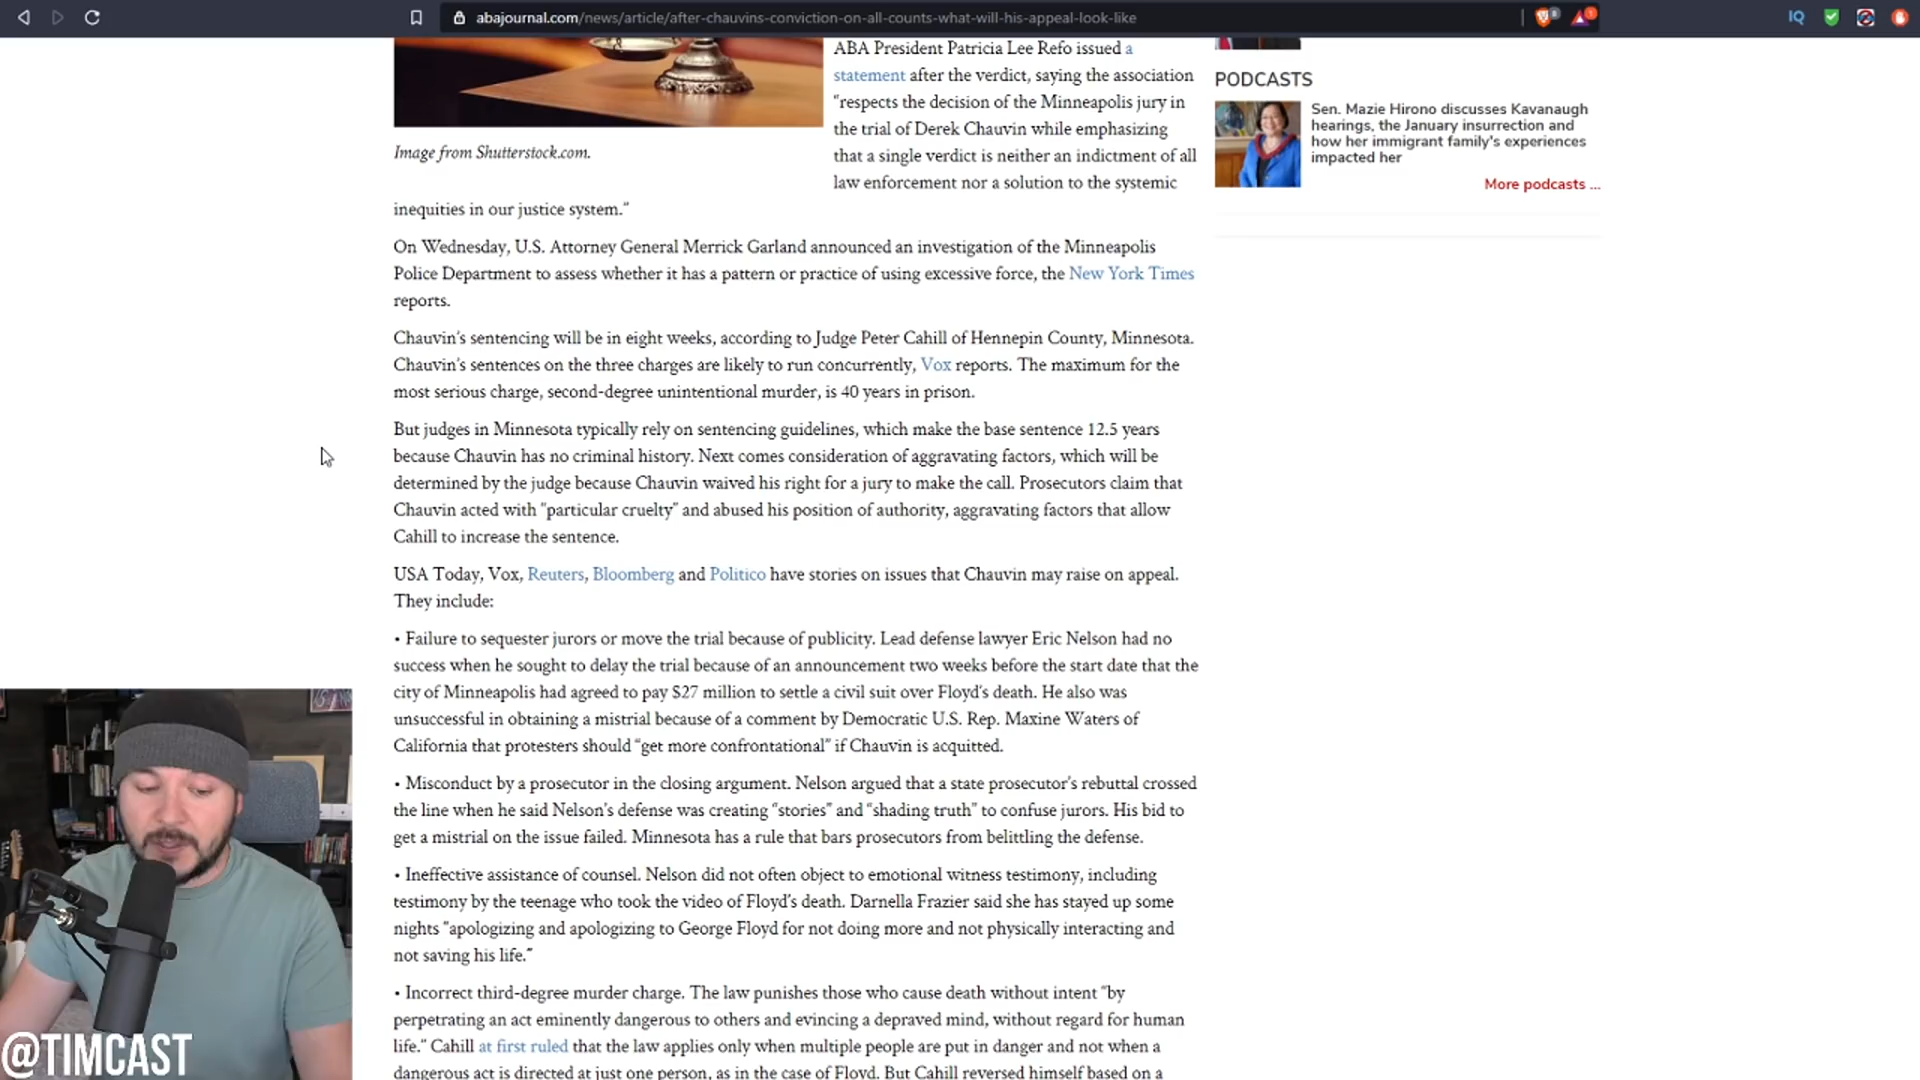 abajournal.com/news/article/after-chauvins-conviction-on-all-counts-what-will-his-appeal-look-like
IQ
ABA President Patricia Lee Refo issued a
statement after the verdict, saying the association
“respects the decision of the Minneapolis jury in
the trial of Derek Chauvin while emphasizing
that a single verdict is neither an indictment of all
law enforcement nor a solution to the systemic
inequities in our justice system.”
Image from Shutterstock.com.
On Wednesday, U.S. Attorney General Merrick Garland announced an investigation of the Minneapolis
Police Department to assess whether it has a pattern or practice of using excessive force, the New York Times
reports.
Chauvin's sentencing will be in eight weeks, according to Judge Peter Cahill of Hennepin County, Minnesota.
Chauvin's sentences on the three charges are likely to run concurrently, Vox reports. The maximum for the
most serious charge, second-degree unintentional murder, is 40 years in prison.
But judges in Minnesota typically rely on sentencing guidelines, which make the base sentence 12.5 years
because Chauvin has no criminal history. Next comes consideration of aggravating factors, which will be
determined by the judge because Chauvin waived his right for a jury to make the call. Prosecutors claim that
Chauvin acted with “particular cruelty” and abused his position of authority, aggravating factors that allow
Cahill to increase the sentence.
USA Today, Vox, Reuters, Bloomberg and Politico have stories on issues that Chauvin may raise on appeal.
They include:
• Failure to sequester jurors or move the trial because of publicity. Lead defense lawyer Eric Nelson had no
success when he sought to delay the trial because of an announcement two weeks before the start date that the
city of Minneapolis had agreed to pay $27 million to settle a civil suit over Floyd's death. He also was
unsuccessful in obtaining a mistrial because of a comment by Democratic U.S. Rep. Maxine Waters of
California that protesters should “get more confrontational” if Chauvin is acquitted.
• Misconduct by a prosecutor in the closing argument. Nelson argued that a state prosecutor's rebuttal crossed
the line when he said Nelson's defense was creating “stories” and “shading truth” to confuse jurors. His bid to
get a mistrial on the issue failed. Minnesota has a rule that bars prosecutors from belittling the defense.
• Ineffective assistance of counsel. Nelson did not often object to emotional witness testimony, including
testimony by the teenage who took the video of Floyd's death. Darnella Frazier said she has stayed up some
nights “apologizing and apologizing to George Floyd for not doing more and not physically interacting and
not saving his life.”
• Incorrect third-degree murder charge. The law punishes those who cause death without intent “by
perpetrating an act eminently dangerous to others and evincing a depraved mind, without regard for human
life.” Cahill at first ruled that the law applies only when multiple people are put in danger and not when a
dangerous act is directed at just one person, as in the case of Floyd. But Cahill reversed himself based on a
PODCASTS
Sen. Mazie Hirono discusses Kavanaugh
hearings, the January insurrection and
how her immigrant family's experiences
impacted her
More podcasts ...
@TIMCAST